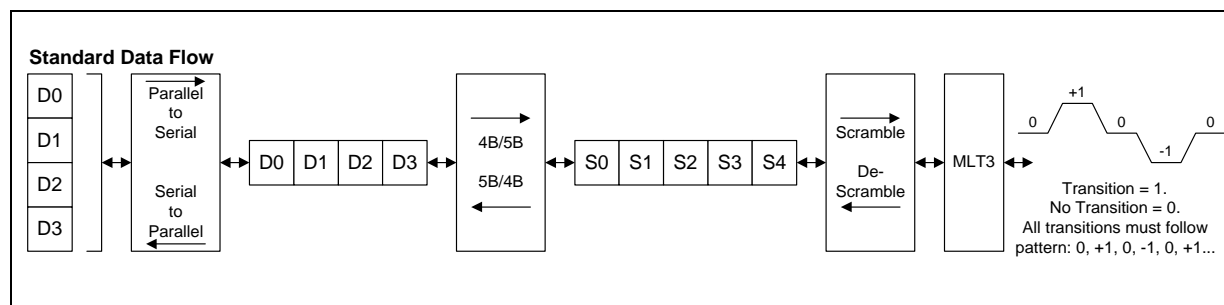 Standard Data Flow
D0
D1
D2
D3
Parallel
to
Serial
Serial
to
Parallel
D0 D1 D2 D3
4B/5B
5B/4B
S0 S1 S2 S3 S4
Scramble
De-
Scramble
MLT3
0 +1 0 -1 0
Transition = 1.
No Transition = 0.
All transitions must follow
pattern: 0, +1, 0, -1, 0, +1...